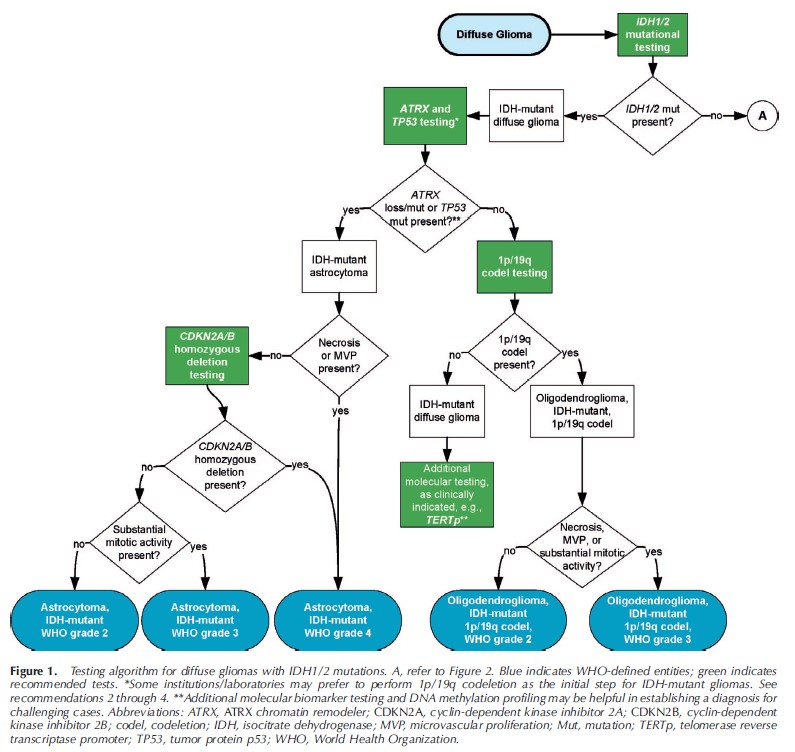 Diffuse Glioma
IDH1/2
mutational
testing
IDH1/2 mut
present?
no
A
yes
IDH-mutant
diffuse glioma
ATRX and
TP53 testing*
ATRX
loss/mut or TP53
mut present?**
yes
no
IDH-mutant
astrocytoma
1p/19q
codel testing
Necrosis
or MVP
present?
no
yes
CDKN2A/B
homozygous
deletion
testing
1p/19q
codel
present?
no
yes
IDH-mutant
diffuse glioma
Oligodendroglioma,
IDH-mutant,
1p/19q codel
CDKN2A/B
homozygous
deletion
present?
no
yes
Additional
molecular testing,
as clinically
indicated, e.g.,
TERTp**
Substantial
mitotic activity
present?
no
yes
Necrosis,
MVP, or
substantial mitotic
activity?
no
yes
Astrocytoma,
IDH-mutant
WHO grade 2
Astrocytoma,
IDH-mutant
WHO grade 3
Astrocytoma,
IDH-mutant
WHO grade 4
Oligodendroglioma,
IDH-mutant
1p/19q codel,
WHO grade 2
Oligodendroglioma,
IDH-mutant
1p/19q codel,
WHO grade 3
Figure 1. Testing algorithm for diffuse gliomas with IDH1/2 mutations. A, refer to Figure 2. Blue indicates WHO-defined entities; green indicates
recommended tests. *Some institutions/laboratories may prefer to perform 1p/19q codeletion as the initial step for IDH-mutant gliomas. See
recommendations 2 through 4. **Additional molecular biomarker testing and DNA methylation profiling may be helpful in establishing a diagnosis for
challenging cases. Abbreviations: ATRX, ATRX chromatin remodeler; CDKN2A, cyclin-dependent kinase inhibitor 2A; CDKN2B, cyclin-dependent
kinase inhibitor 2B; codel, codeletion; IDH, isocitrate dehydrogenase; MVP, microvascular proliferation; Mut, mutation; TERTp, telomerase reverse
transcriptase promoter; TP53, tumor protein p53; WHO, World Health Organization.